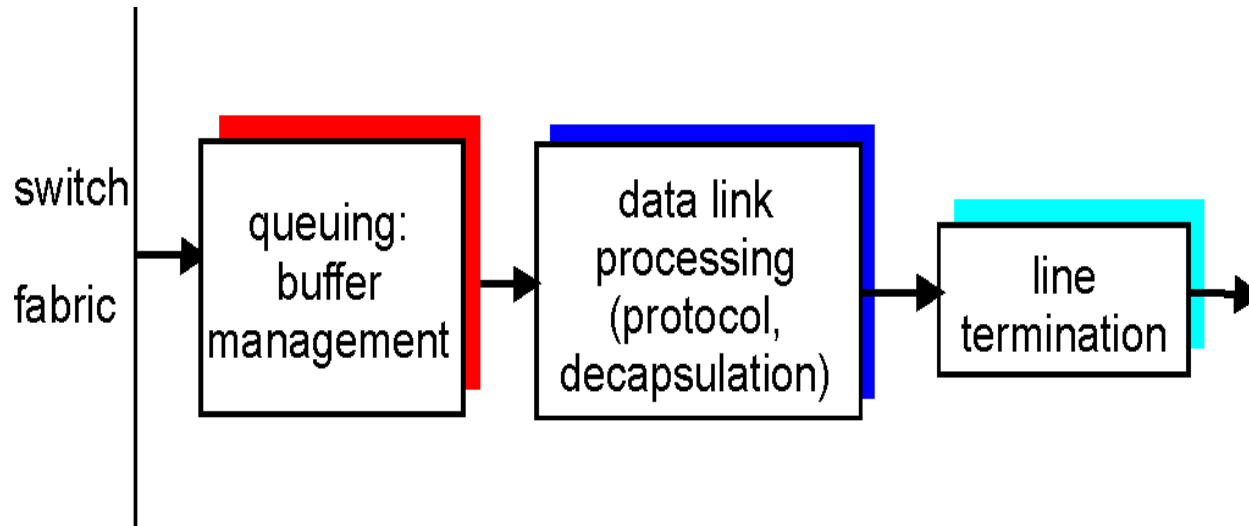 switch
fabric
queuing:
buffer
management
data link
processing
(protocol,
decapsulation)
line
termination